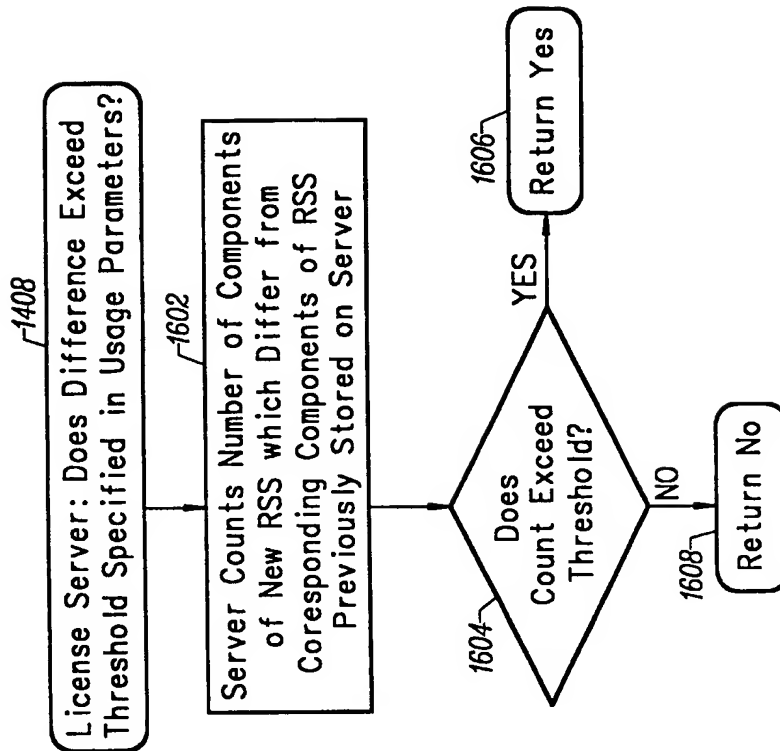 1408
License Server: Does Difference Exceed
Threshold Specified in Usage Parameters?
1602
Server Counts Number of Components
of New RSS which Differ from
Coresponding Components of RSS
Previously Stored on Server
1604
Does
Count Exceed
Threshold?
YES
1606
Return Yes
NO
1608
Return No